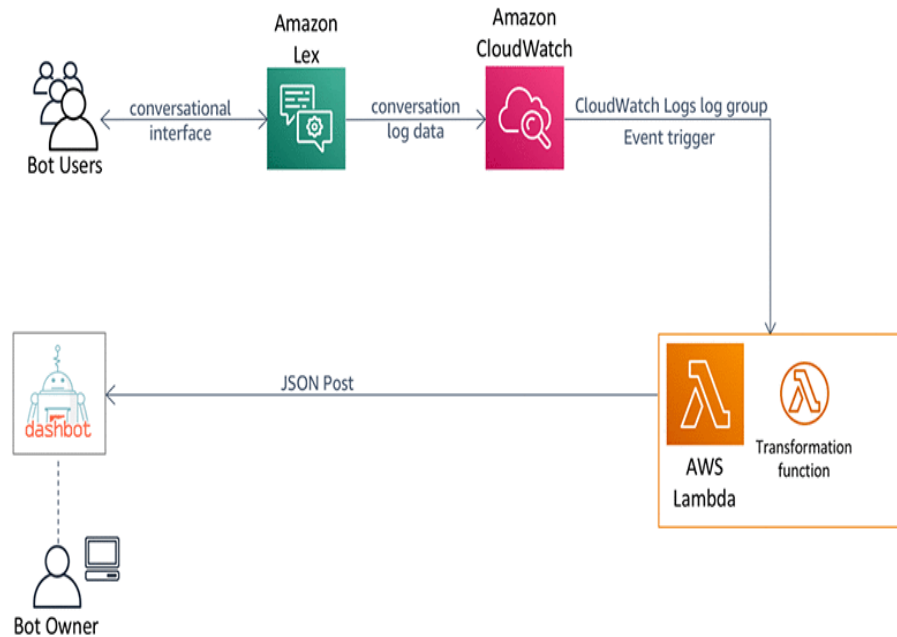 Amazon
Lex
Amazon
CloudWatch
conversational
interface
conversation
log data
CloudWatch Logs log group
Event trigger
Bot Users
dashbot
JSON Post
AWS
Lambda
Transformation
function
Bot Owner